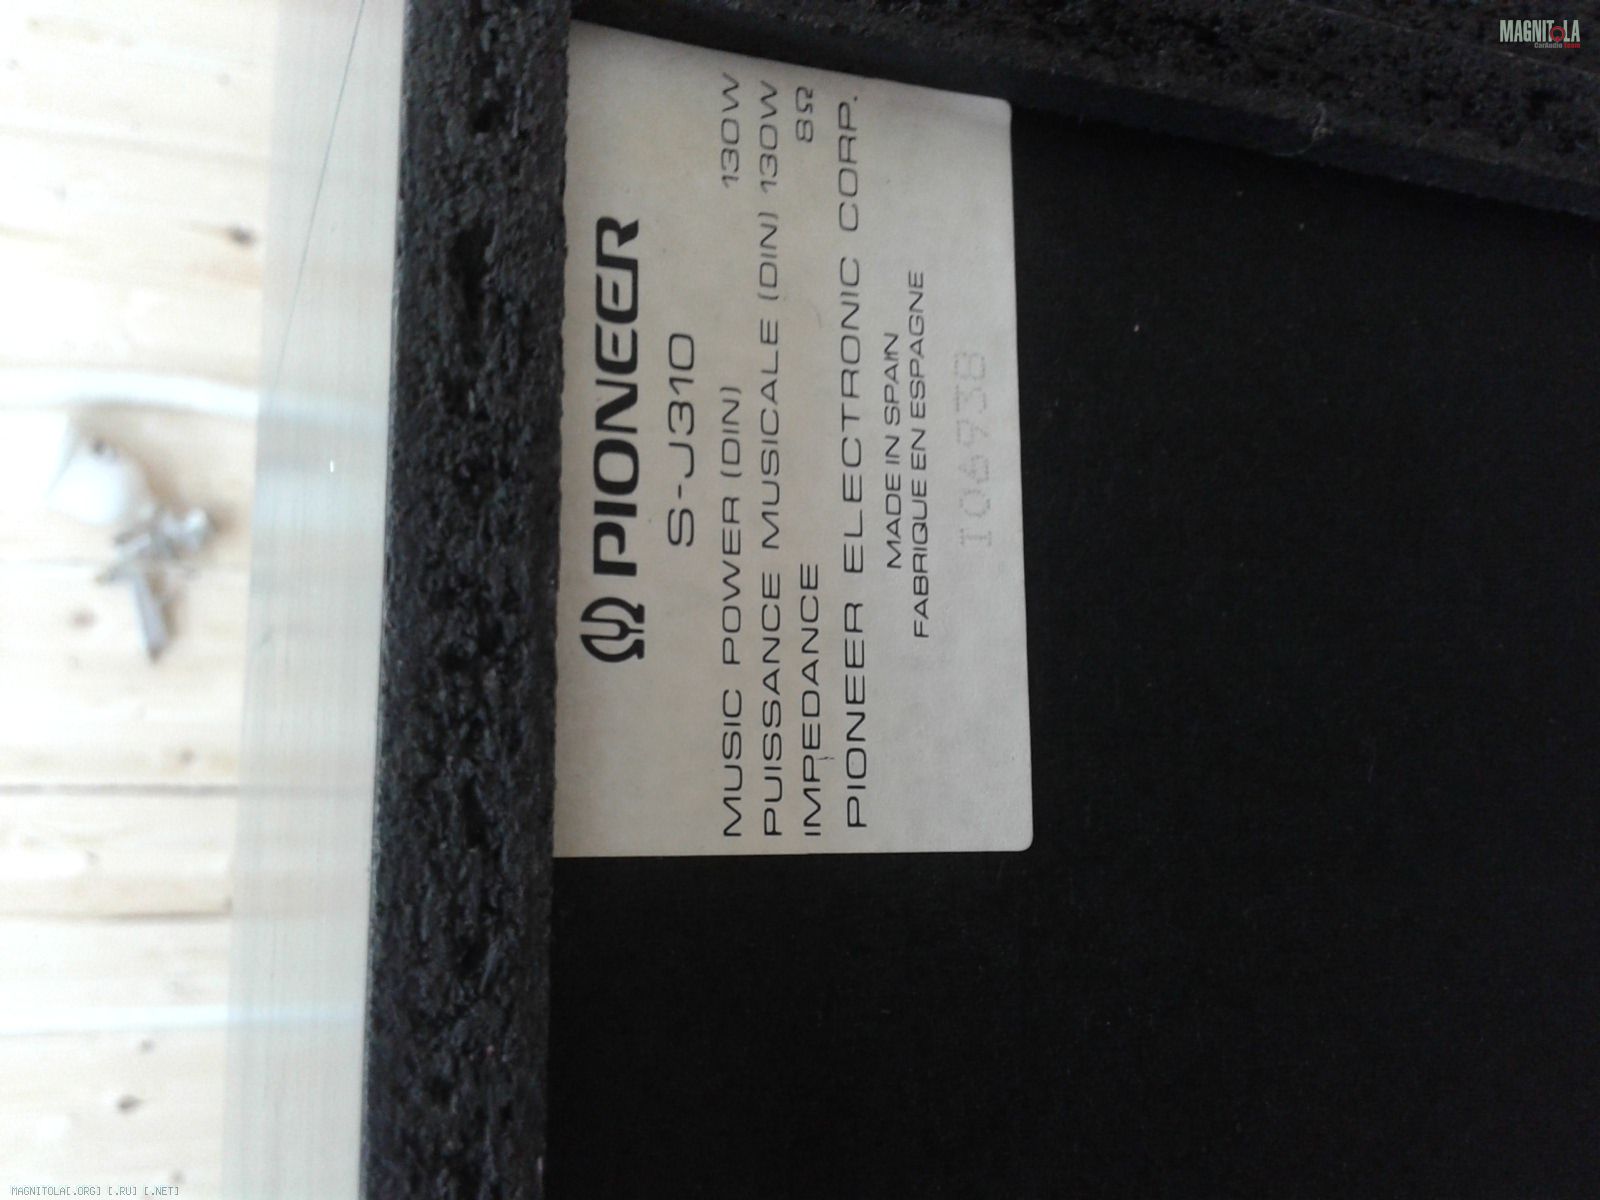 PIONEER
S-J310
MUSIC POWER (DIN) 130W
PUISSANCE MUSICALE (DIN) 130W
IMPEDANCE 8Ω
PIONEER ELECTRONIC CORP.
MADE IN SPAIN
FABRIQUE EN ESPAGNE
MAGNITOLA
MAGNITOLA[.ORG] [.RU] [.NET]